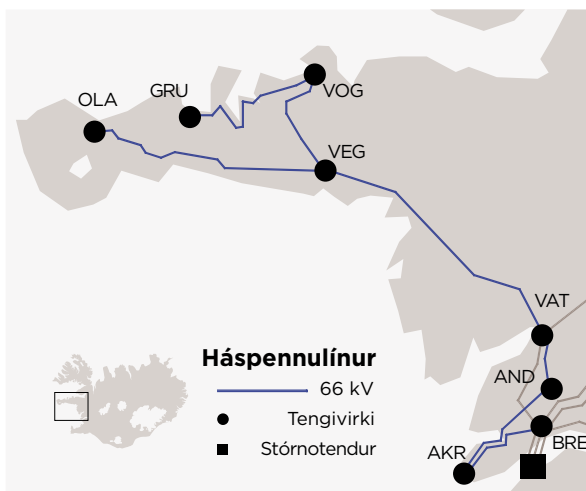 OLA
GRU
VOG
VEG
VAT
AND
BRE
AKR
Háspennulínur
66 kV
Tengivirki
Stórnotendur